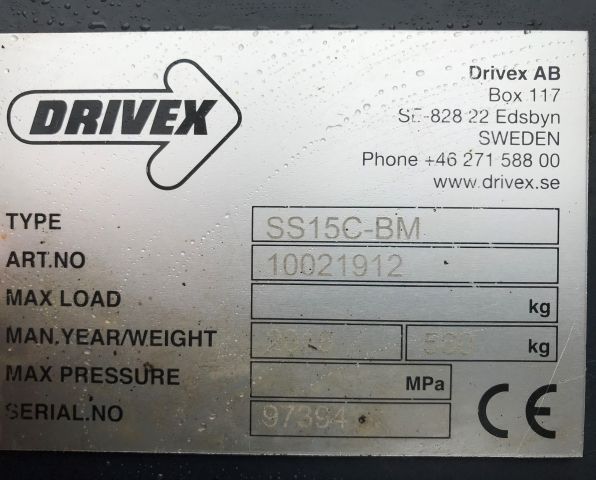 DRIVEX
Drivex AB
Box 117
SE-828 22 Edsbyn
SWEDEN
Phone +46 271 588 00
www.drivex.se
TYPE SS15C-BM
ART.NO 10021912
MAX LOAD kg
MAN.YEAR/WEIGHT kg
MAX PRESSURE MPa
SERIAL.NO
CE